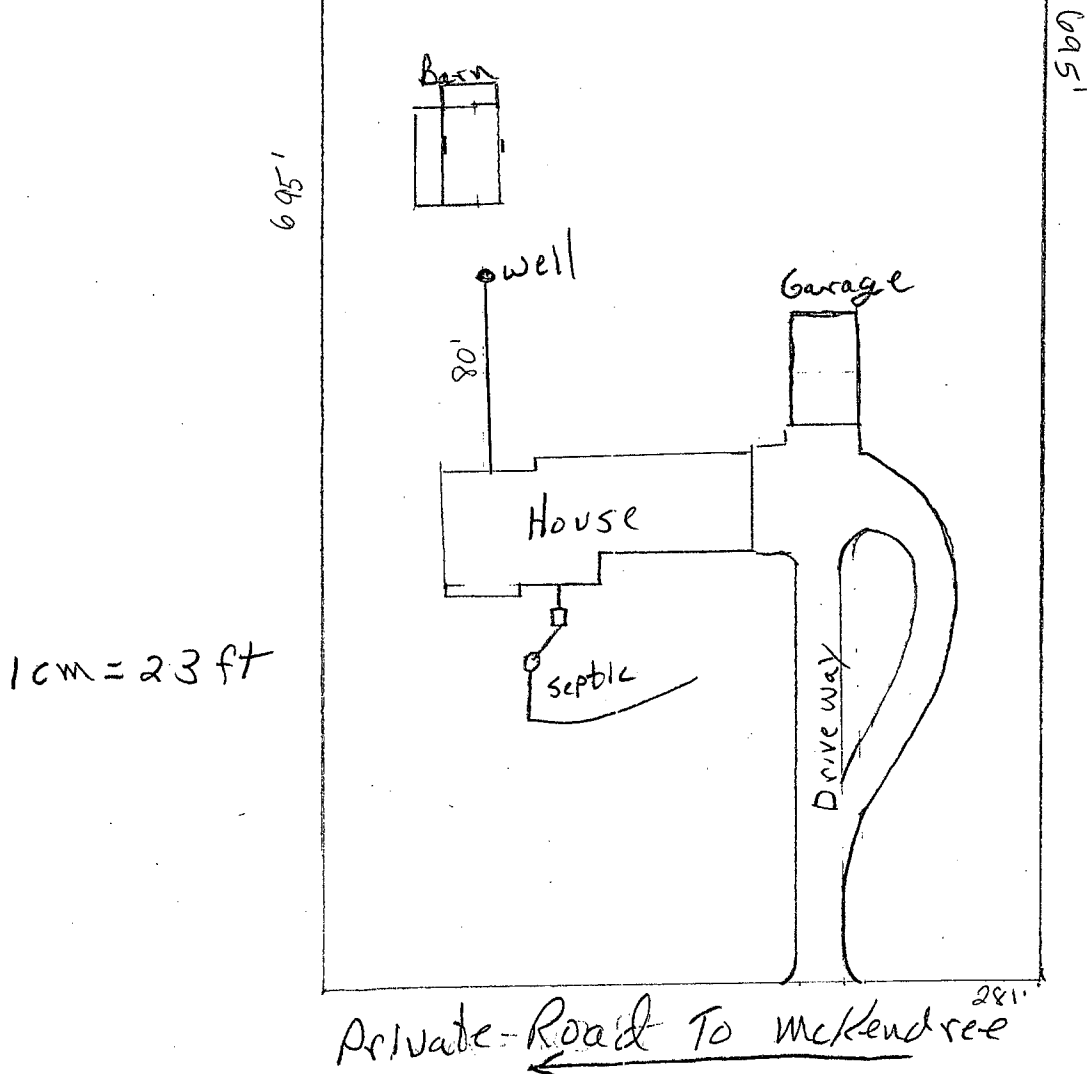 695'
Barn
695'
well
Garage
80'
House
1cm = 23 ft
septic
Drive way
281'
Private-Road To McKendree